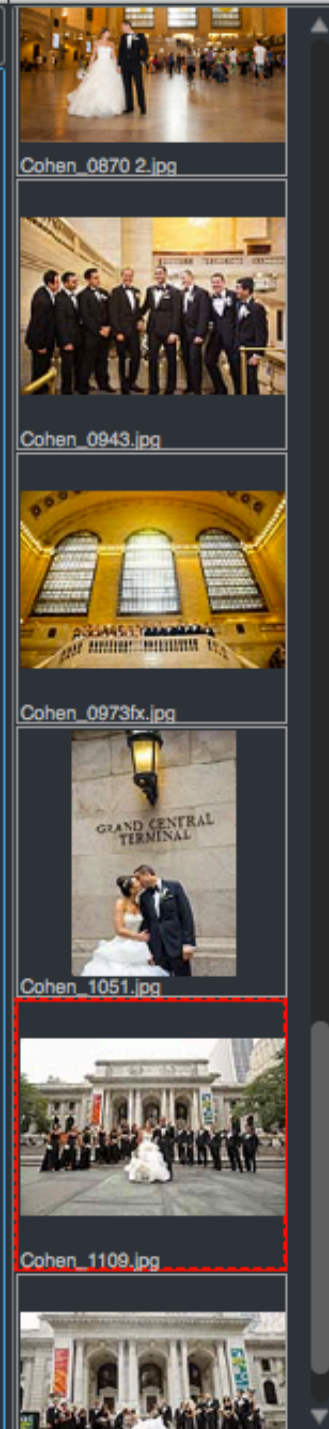 Cohen_0870 2.jpg
Cohen_0943.jpg
Cohen_0973fx.jpg
GRAND CENTRAL
TERMINAL
Cohen_1051.jpg
Cohen_1109.jpg